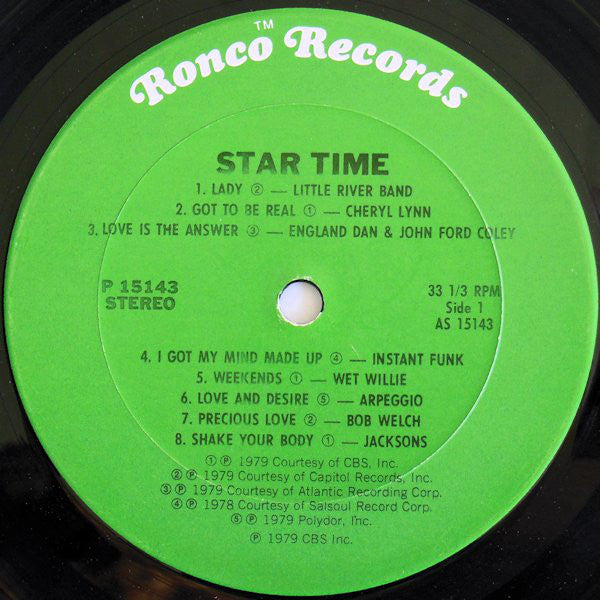 Ronco™ Records
STAR TIME
1. LADY ② — LITTLE RIVER BAND
2. GOT TO BE REAL ① — CHERYL LYNN
3. LOVE IS THE ANSWER ③ — ENGLAND DAN & JOHN FORD COLEY
P 15143
STEREO
33 1/3 RPM
Side 1
AS 15143
4. I GOT MY MIND MADE UP ④ — INSTANT FUNK
5. WEEKENDS ① — WET WILLIE
6. LOVE AND DESIRE ⑤ — ARPEGGIO
7. PRECIOUS LOVE ② — BOB WELCH
8. SHAKE YOUR BODY ① — JACKSONS
① ℗ 1979 Courtesy of CBS, Inc.
② ℗ 1979 Courtesy of Capitol Records, Inc.
③ ℗ 1979 Courtesy of Atlantic Recording Corp.
④ ℗ 1978 Courtesy of Salsoul Record Corp.
⑤ ℗ 1979 Polydor, Inc.
℗ 1979 CBS Inc.